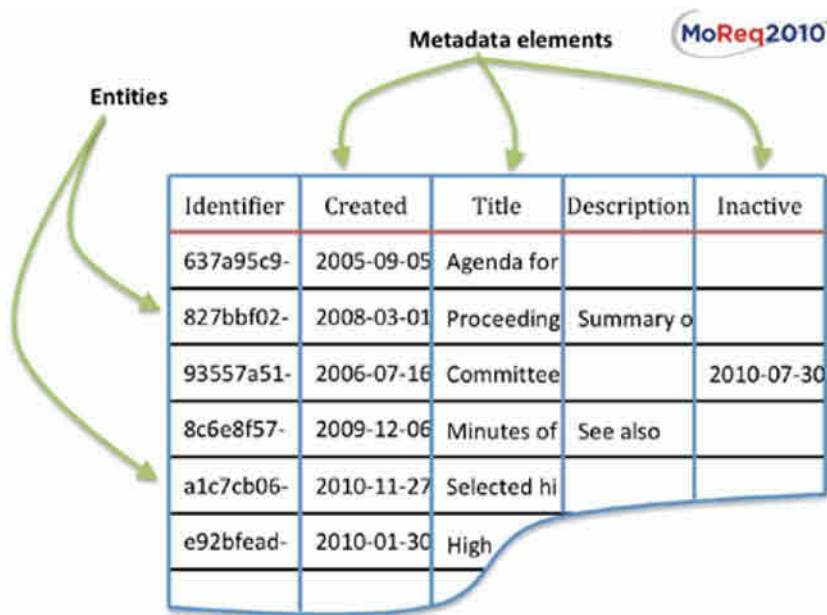 Metadata elements
MoReq2010
Entities
Identifier Created Title Description Inactive
637a95c9- 2005-09-05 Agenda for
827bbf02- 2008-03-01 Proceeding Summary o
93557a51- 2006-07-16 Committee 2010-07-30
8c6e8f57- 2009-12-06 Minutes of See also
a1c7cb06- 2010-11-27 Selected hi
e92bfead- 2010-01-30 High